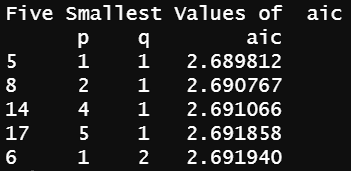 Five Smallest Values of  aic
      p    q        aic
5     1    1   2.689812
8     2    1   2.690767
14    4    1   2.691066
17    5    1   2.691858
6     1    2   2.691940